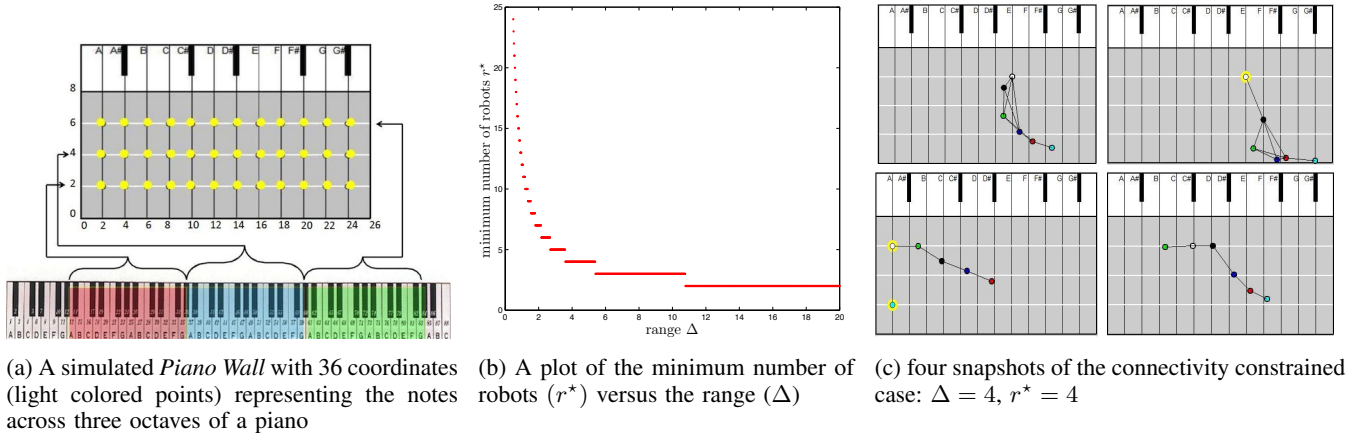 A A# B C C# D D# E F F# G G#
8
6
4
2
0
0 2 4 6 8 10 12 14 16 18 20 22 24 26
A B C D E F G A B C D E F G A B C D E F G
(a) A simulated Piano Wall with 36 coordinates
(light colored points) representing the notes
across three octaves of a piano
25
20
15
10
5
0
minimum number of robots r⋆
0 2 4 6 8 10 12 14 16 18 20
range Δ
(b) A plot of the minimum number of
robots (r⋆) versus the range (Δ)
A A# B C C# D D# E F F# G G#
A A# B C C# D D# E F F# G G#
A A# B C C# D D# E F F# G G#
A A# B C C# D D# E F F# G G#
(c) four snapshots of the connectivity constrained
case: Δ = 4, r⋆ = 4